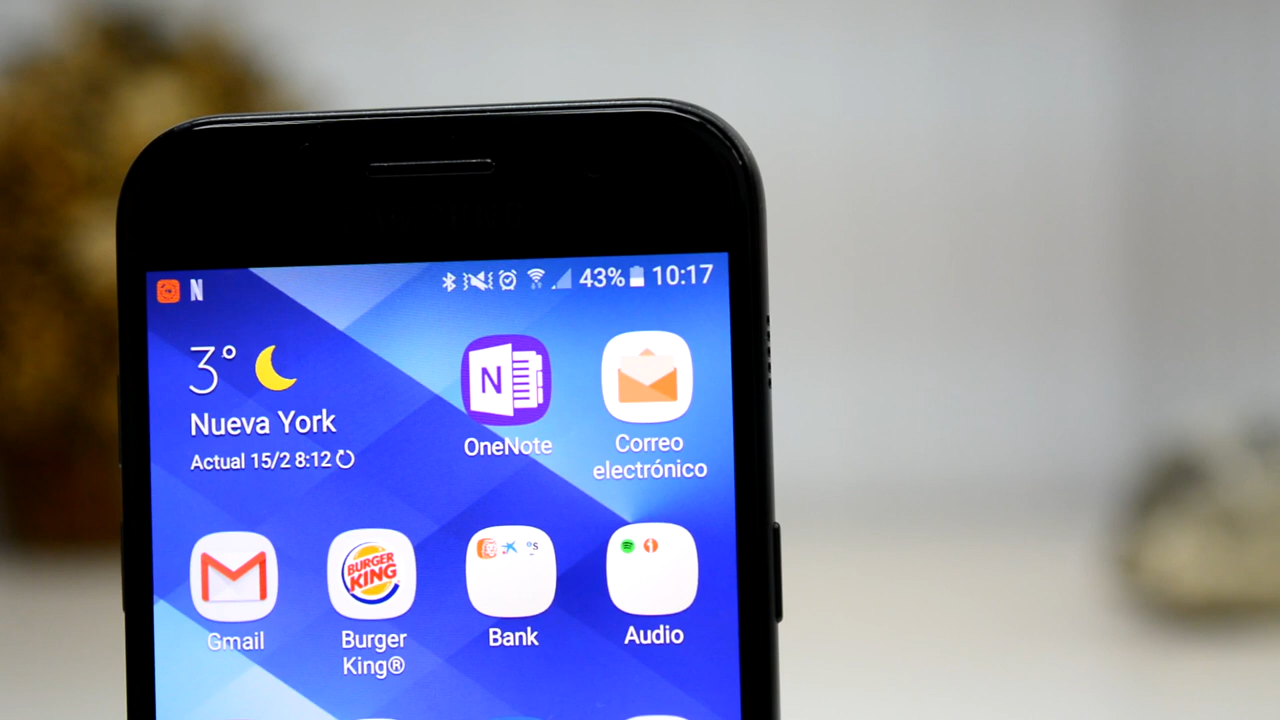 N
43% 10:17
3°
Nueva York
Actual 15/2 8:12
N
OneNote
Correo
electrónico
Gmail
BURGER
KING
Burger
King®
Bank
Audio